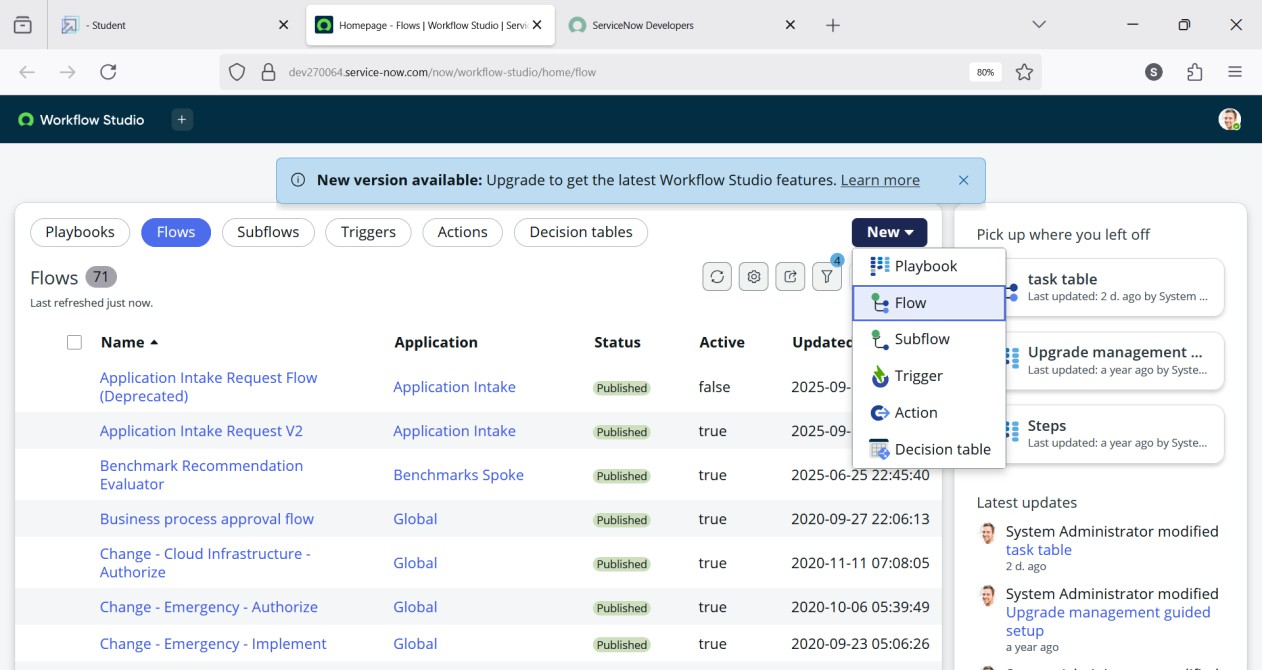 - Student
Homepage - Flows | Workflow Studio | Servi
ServiceNow Developers
dev270064.service-now.com/now/workflow-studio/home/flow
80%
S
Workflow Studio
New version available: Upgrade to get the latest Workflow Studio features. Learn more
Playbooks
Flows
Subflows
Triggers
Actions
Decision tables
New
Playbook
Flow
Subflow
Trigger
Action
Decision table
Flows 71
Last refreshed just now.
4
Name Application Status Active Updated
Application Intake Request Flow
(Deprecated)
Application Intake Published false 2025-09-
Application Intake Request V2 Application Intake Published true 2025-09-
Benchmark Recommendation
Evaluator
Benchmarks Spoke Published true 2025-06-25 22:45:40
Business process approval flow Global Published true 2020-09-27 22:06:13
Change - Cloud Infrastructure -
Authorize
Global Published true 2020-11-11 07:08:05
Change - Emergency - Authorize Global Published true 2020-10-06 05:39:49
Change - Emergency - Implement Global Published true 2020-09-23 05:06:26
Pick up where you left off
task table
Last updated: 2 d. ago by System ...
Upgrade management ...
Last updated: a year ago by Syste...
Steps
Last updated: a year ago by Syste...
Latest updates
System Administrator modified
task table
2 d. ago
System Administrator modified
Upgrade management guided
setup
a year ago